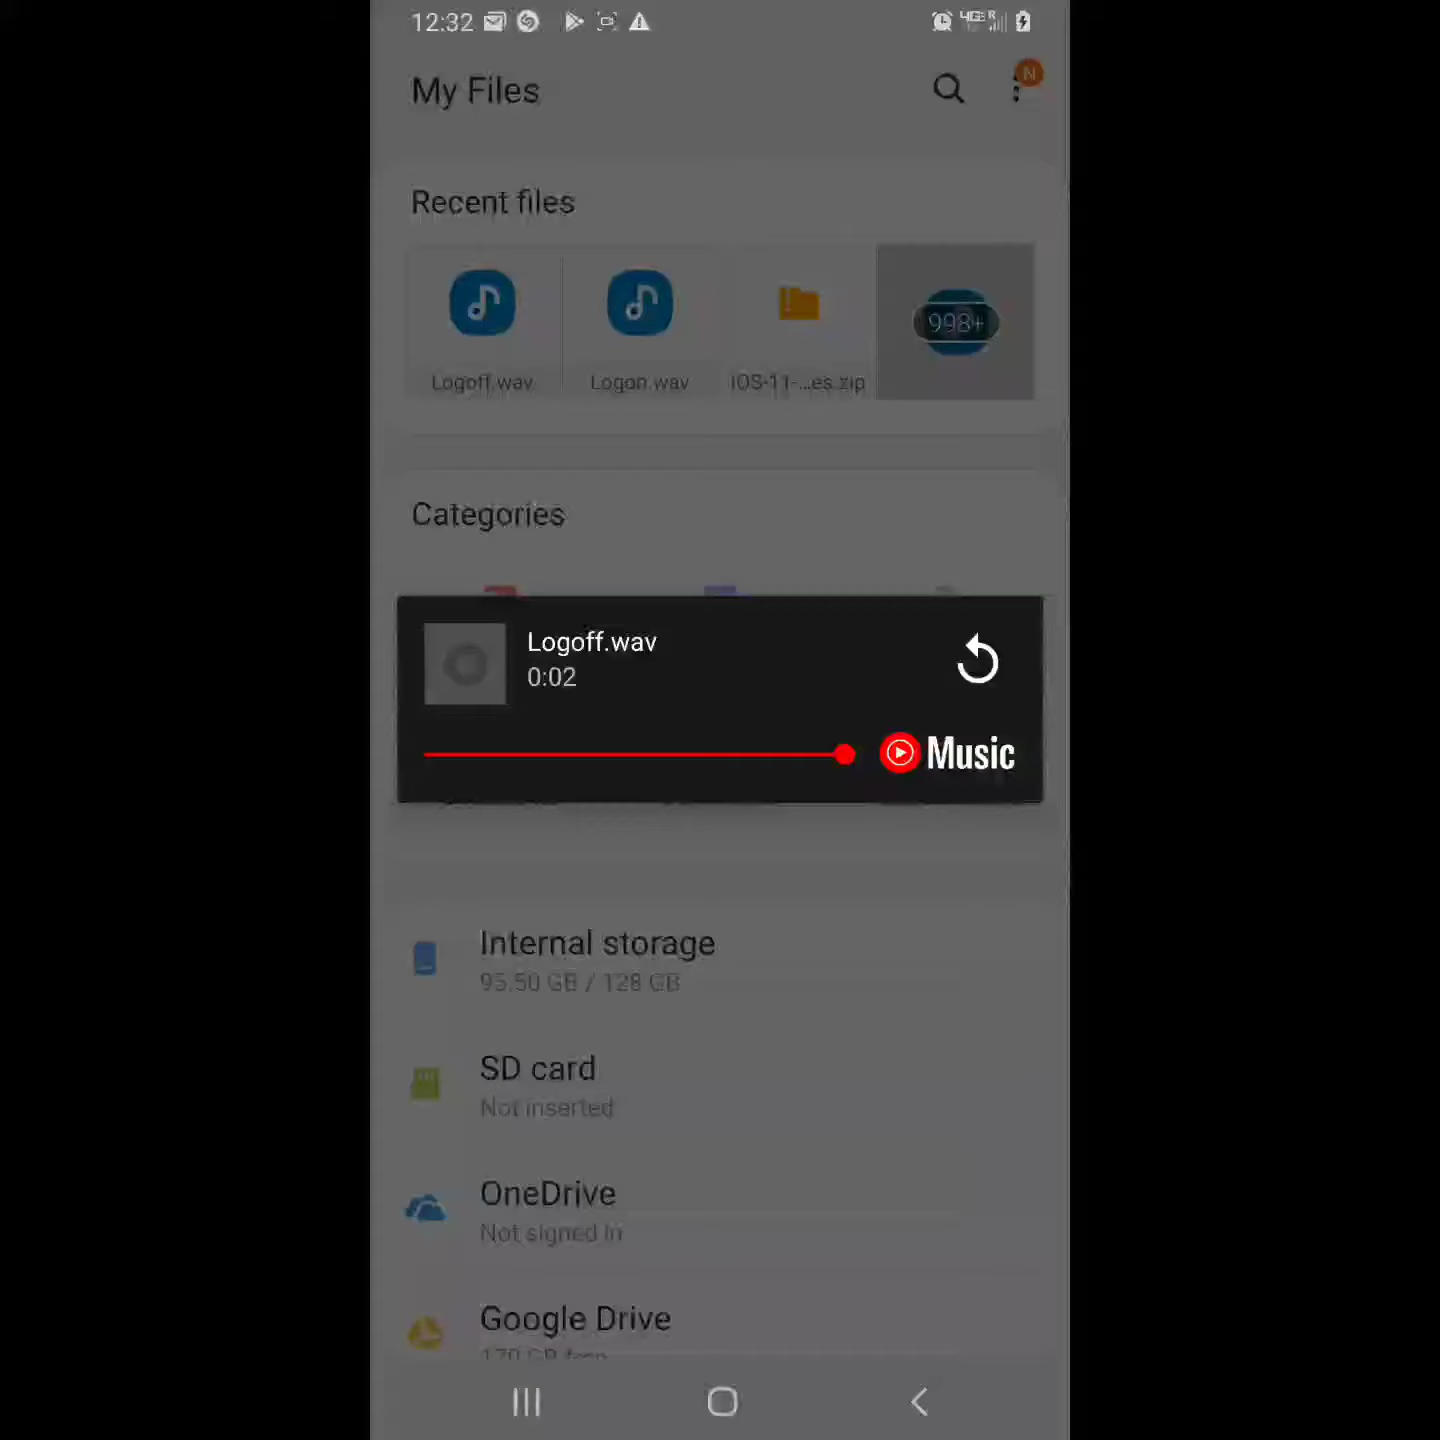 12:32
My Files
N
Recent files
998+
Logoff.wav
Logon.wav
iOS-11-...es.zip
Categories
Logoff.wav
0:02
Music
Internal storage
95.50 GB / 128 GB
SD card
Not inserted
OneDrive
Not signed in
Google Drive